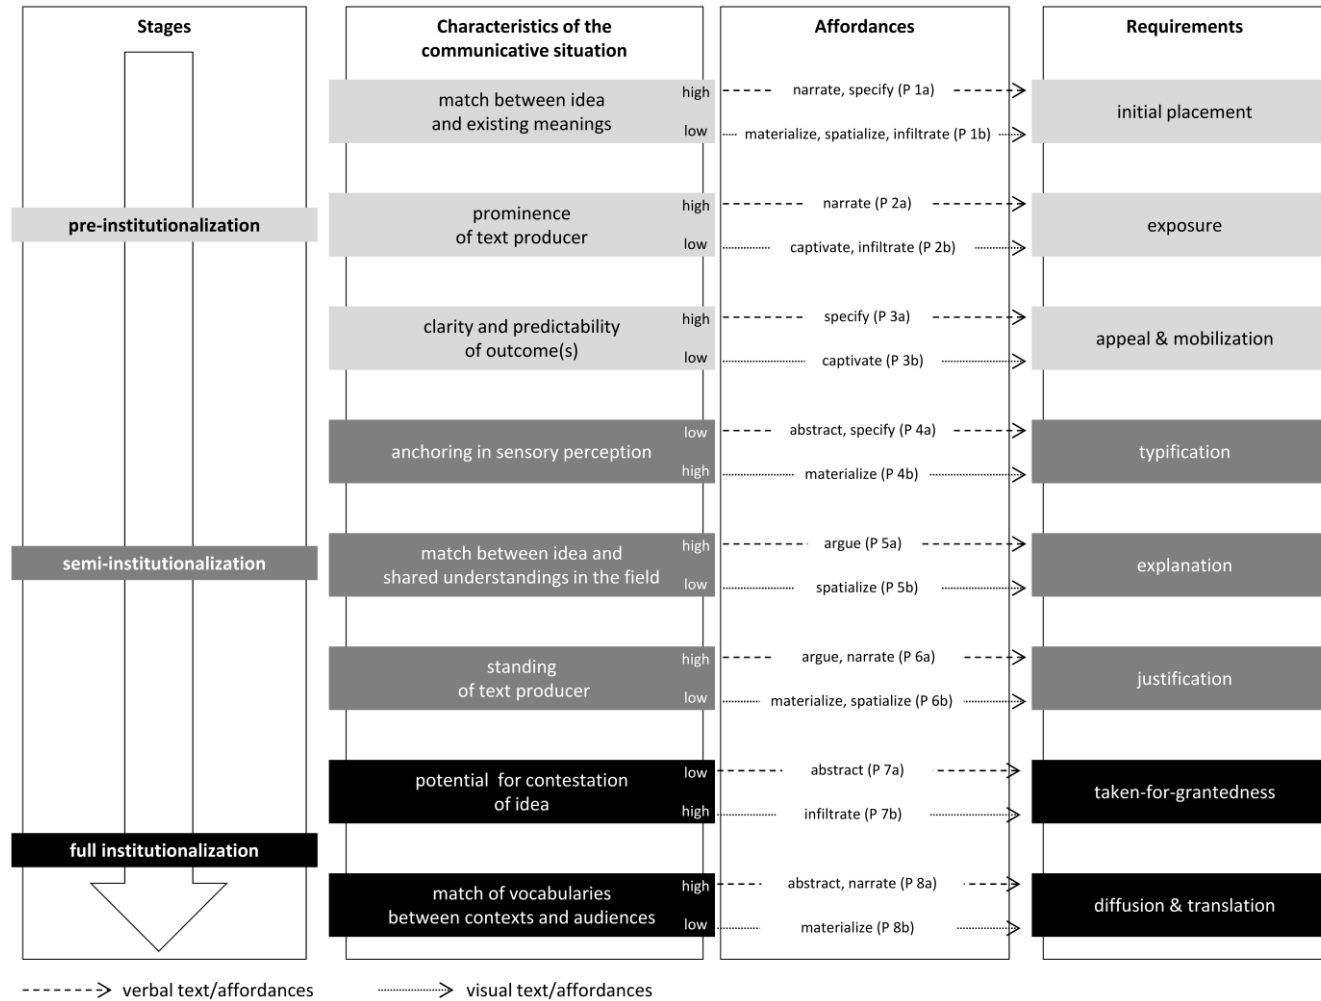 Stages
Characteristics of the
communicative situation
Affordances
Requirements
match between idea
and existing meanings
high
low
narrate, specify (P 1a)
materialize, spatialize, infiltrate (P 1b)
initial placement
pre-institutionalization
prominence
of text producer
high
low
narrate (P 2a)
captivate, infiltrate (P 2b)
exposure
clarity and predictability
of outcome(s)
high
low
specify (P 3a)
captivate (P 3b)
appeal & mobilization
anchoring in sensory perception
low
high
abstract, specify (P 4a)
materialize (P 4b)
typification
semi-institutionalization
match between idea and
shared understandings in the field
high
low
argue (P 5a)
spatialize (P 5b)
explanation
standing
of text producer
high
low
argue, narrate (P 6a)
materialize, spatialize (P 6b)
justification
potential for contestation
of idea
low
high
abstract (P 7a)
infiltrate (P 7b)
taken-for-grantedness
full institutionalization
match of vocabularies
between contexts and audiences
high
low
abstract, narrate (P 8a)
materialize (P 8b)
diffusion & translation
verbal text/affordances
visual text/affordances